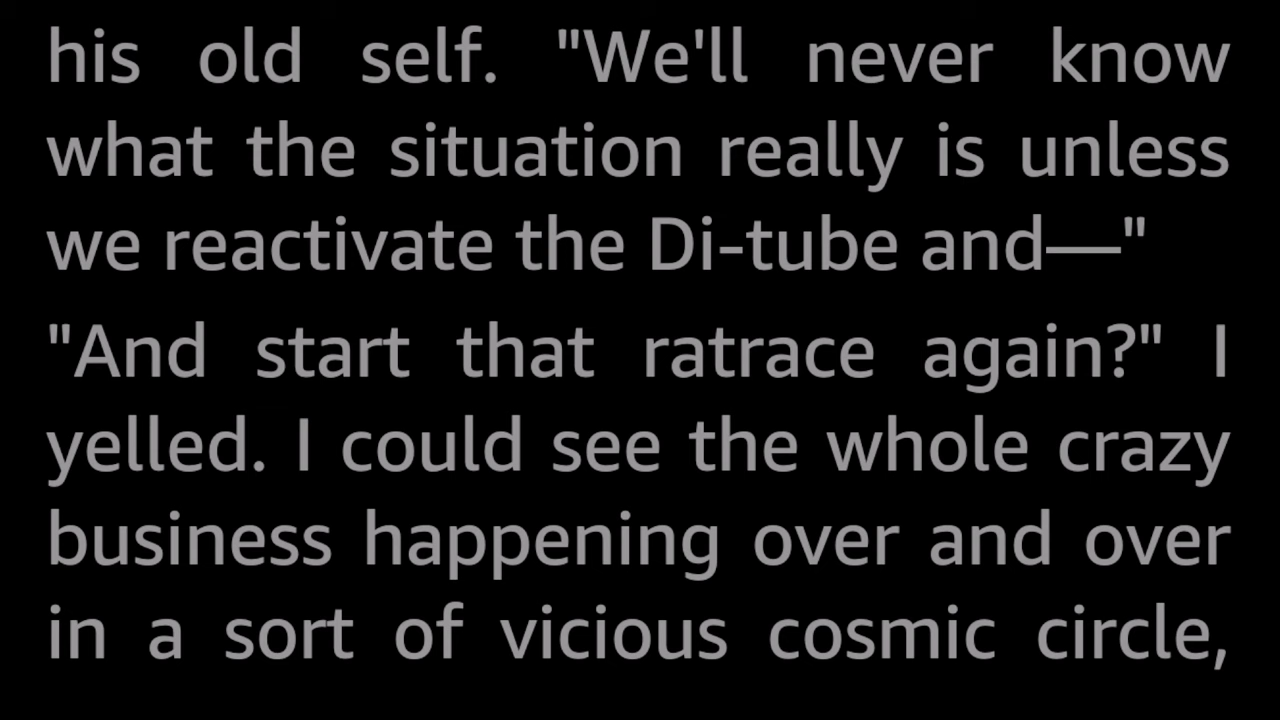 his old self. "We'll never know
what the situation really is unless
we reactivate the Di-tube and—"
"And start that ratrace again?" I
yelled. I could see the whole crazy
business happening over and over
in a sort of vicious cosmic circle,